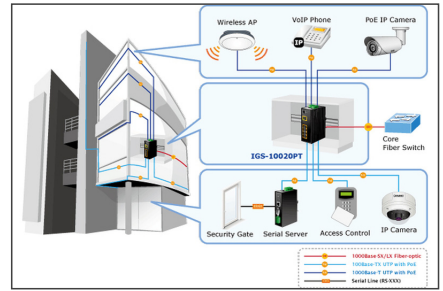 Wireless AP
VoIP Phone
PoE IP Camera
IP
IGS-10020PT
Core
Fiber Switch
Security Gate
Serial Server
Access Control
IP Camera
1000Base-SX/LX Fiber-optic
1000Base-TX UTP with PoE
1000Base-T UTP with PoE
Serial Line (RS-XXX)